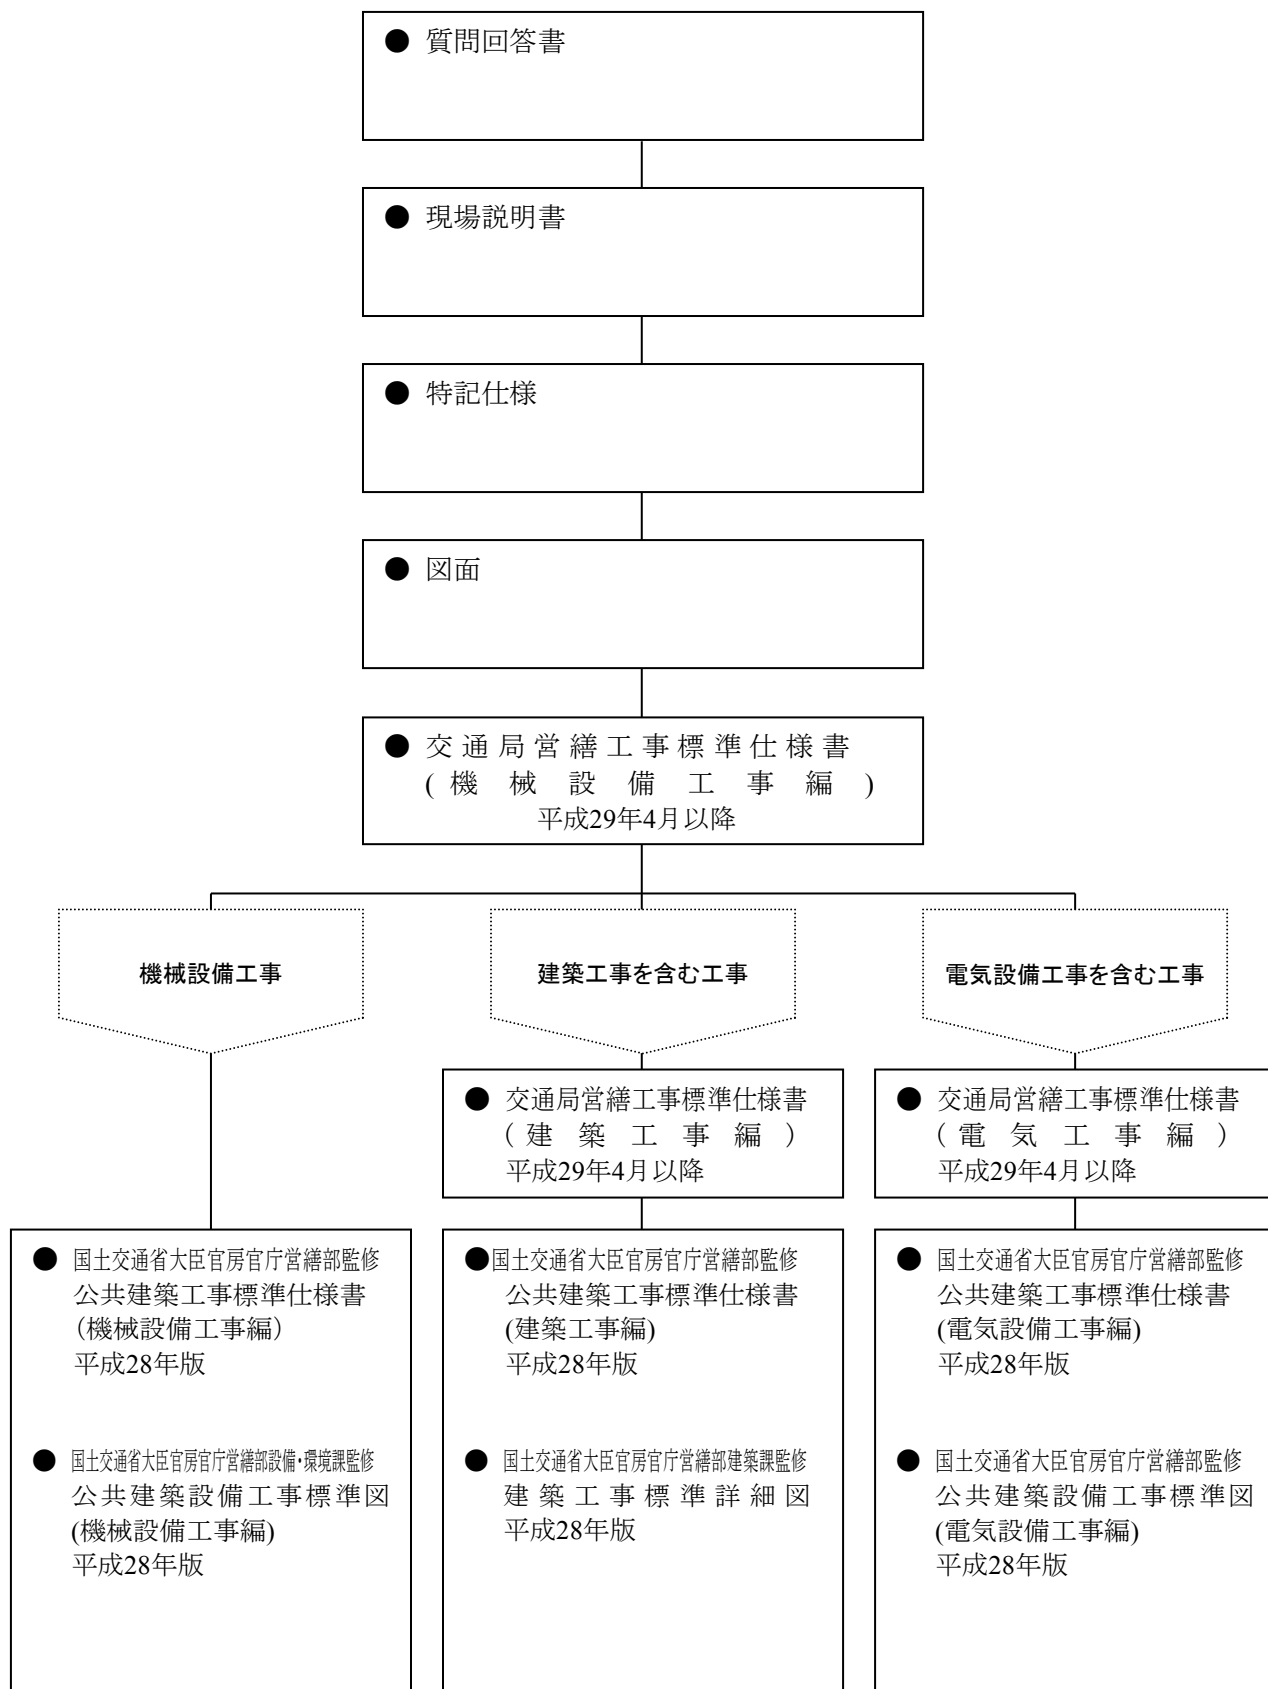 ● 質問回答書
● 現場説明書
● 特記仕様
● 図面
● 交通局営繕工事標準仕様書
(機械設備工事編)
平成29年4月以降
機械設備工事
建築工事を含む工事
電気設備工事を含む工事
● 交通局営繕工事標準仕様書
(建築工事編)
平成29年4月以降
● 交通局営繕工事標準仕様書
(電気工事編)
平成29年4月以降
● 国土交通省大臣官房官庁営繕部監修
公共建築工事標準仕様書
(機械設備工事編)
平成28年版
● 国土交通省大臣官房官庁営繕部設備・環境課監修
公共建築設備工事標準図
(機械設備工事編)
平成28年版
●国土交通省大臣官房官庁営繕部監修
公共建築工事標準仕様書
(建築工事編)
平成28年版
● 国土交通省大臣官房官庁営繕部建築課監修
建築工事標準詳細図
平成28年版
● 国土交通省大臣官房官庁営繕部監修
公共建築工事標準仕様書
(電気設備工事編)
平成28年版
● 国土交通省大臣官房官庁営繕部監修
公共建築設備工事標準図
(電気設備工事編)
平成28年版